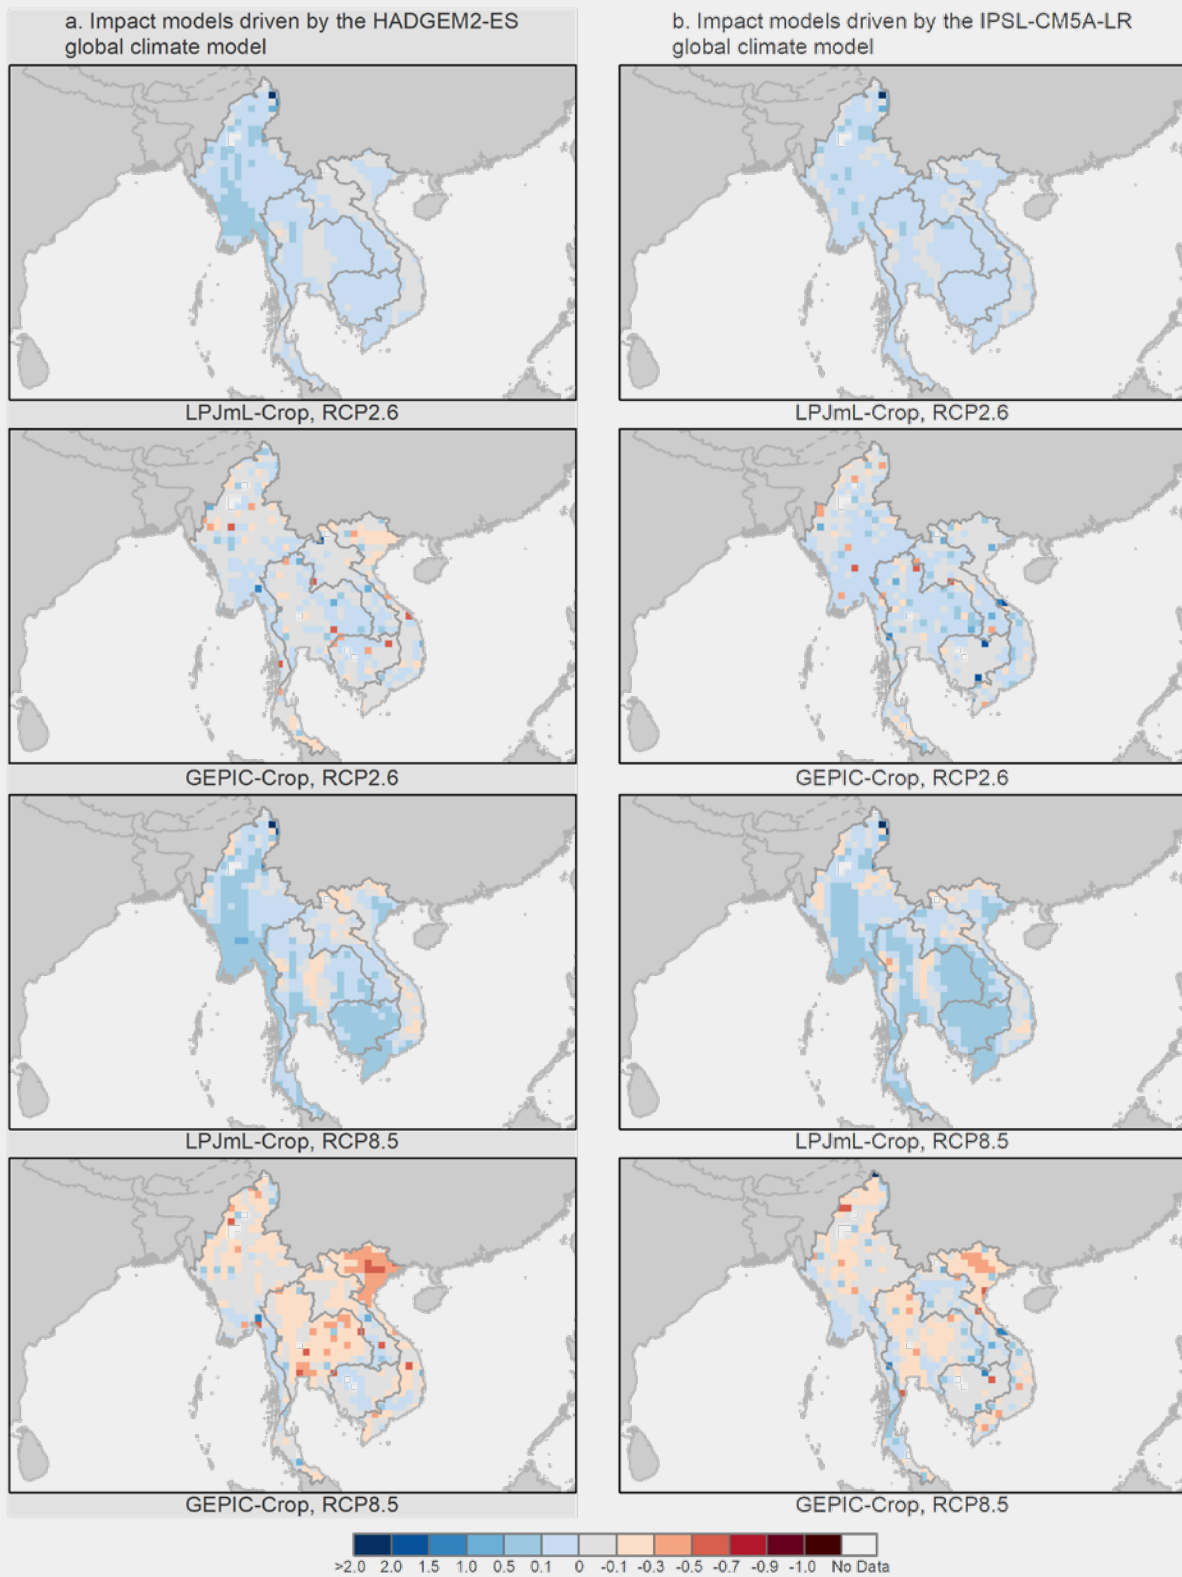 a. Impact models driven by the HADGEM2-ES
global climate model
b. Impact models driven by the IPSL-CM5A-LR
global climate model
LPJmL-Crop, RCP2.6
LPJmL-Crop, RCP2.6
GEPIC-Crop, RCP2.6
GEPIC-Crop, RCP2.6
LPJmL-Crop, RCP8.5
LPJmL-Crop, RCP8.5
GEPIC-Crop, RCP8.5
GEPIC-Crop, RCP8.5
>2.0 2.0 1.5 1.0 0.5 0.1 0 -0.1 -0.3 -0.5 -0.7 -0.9 -1.0 No Data